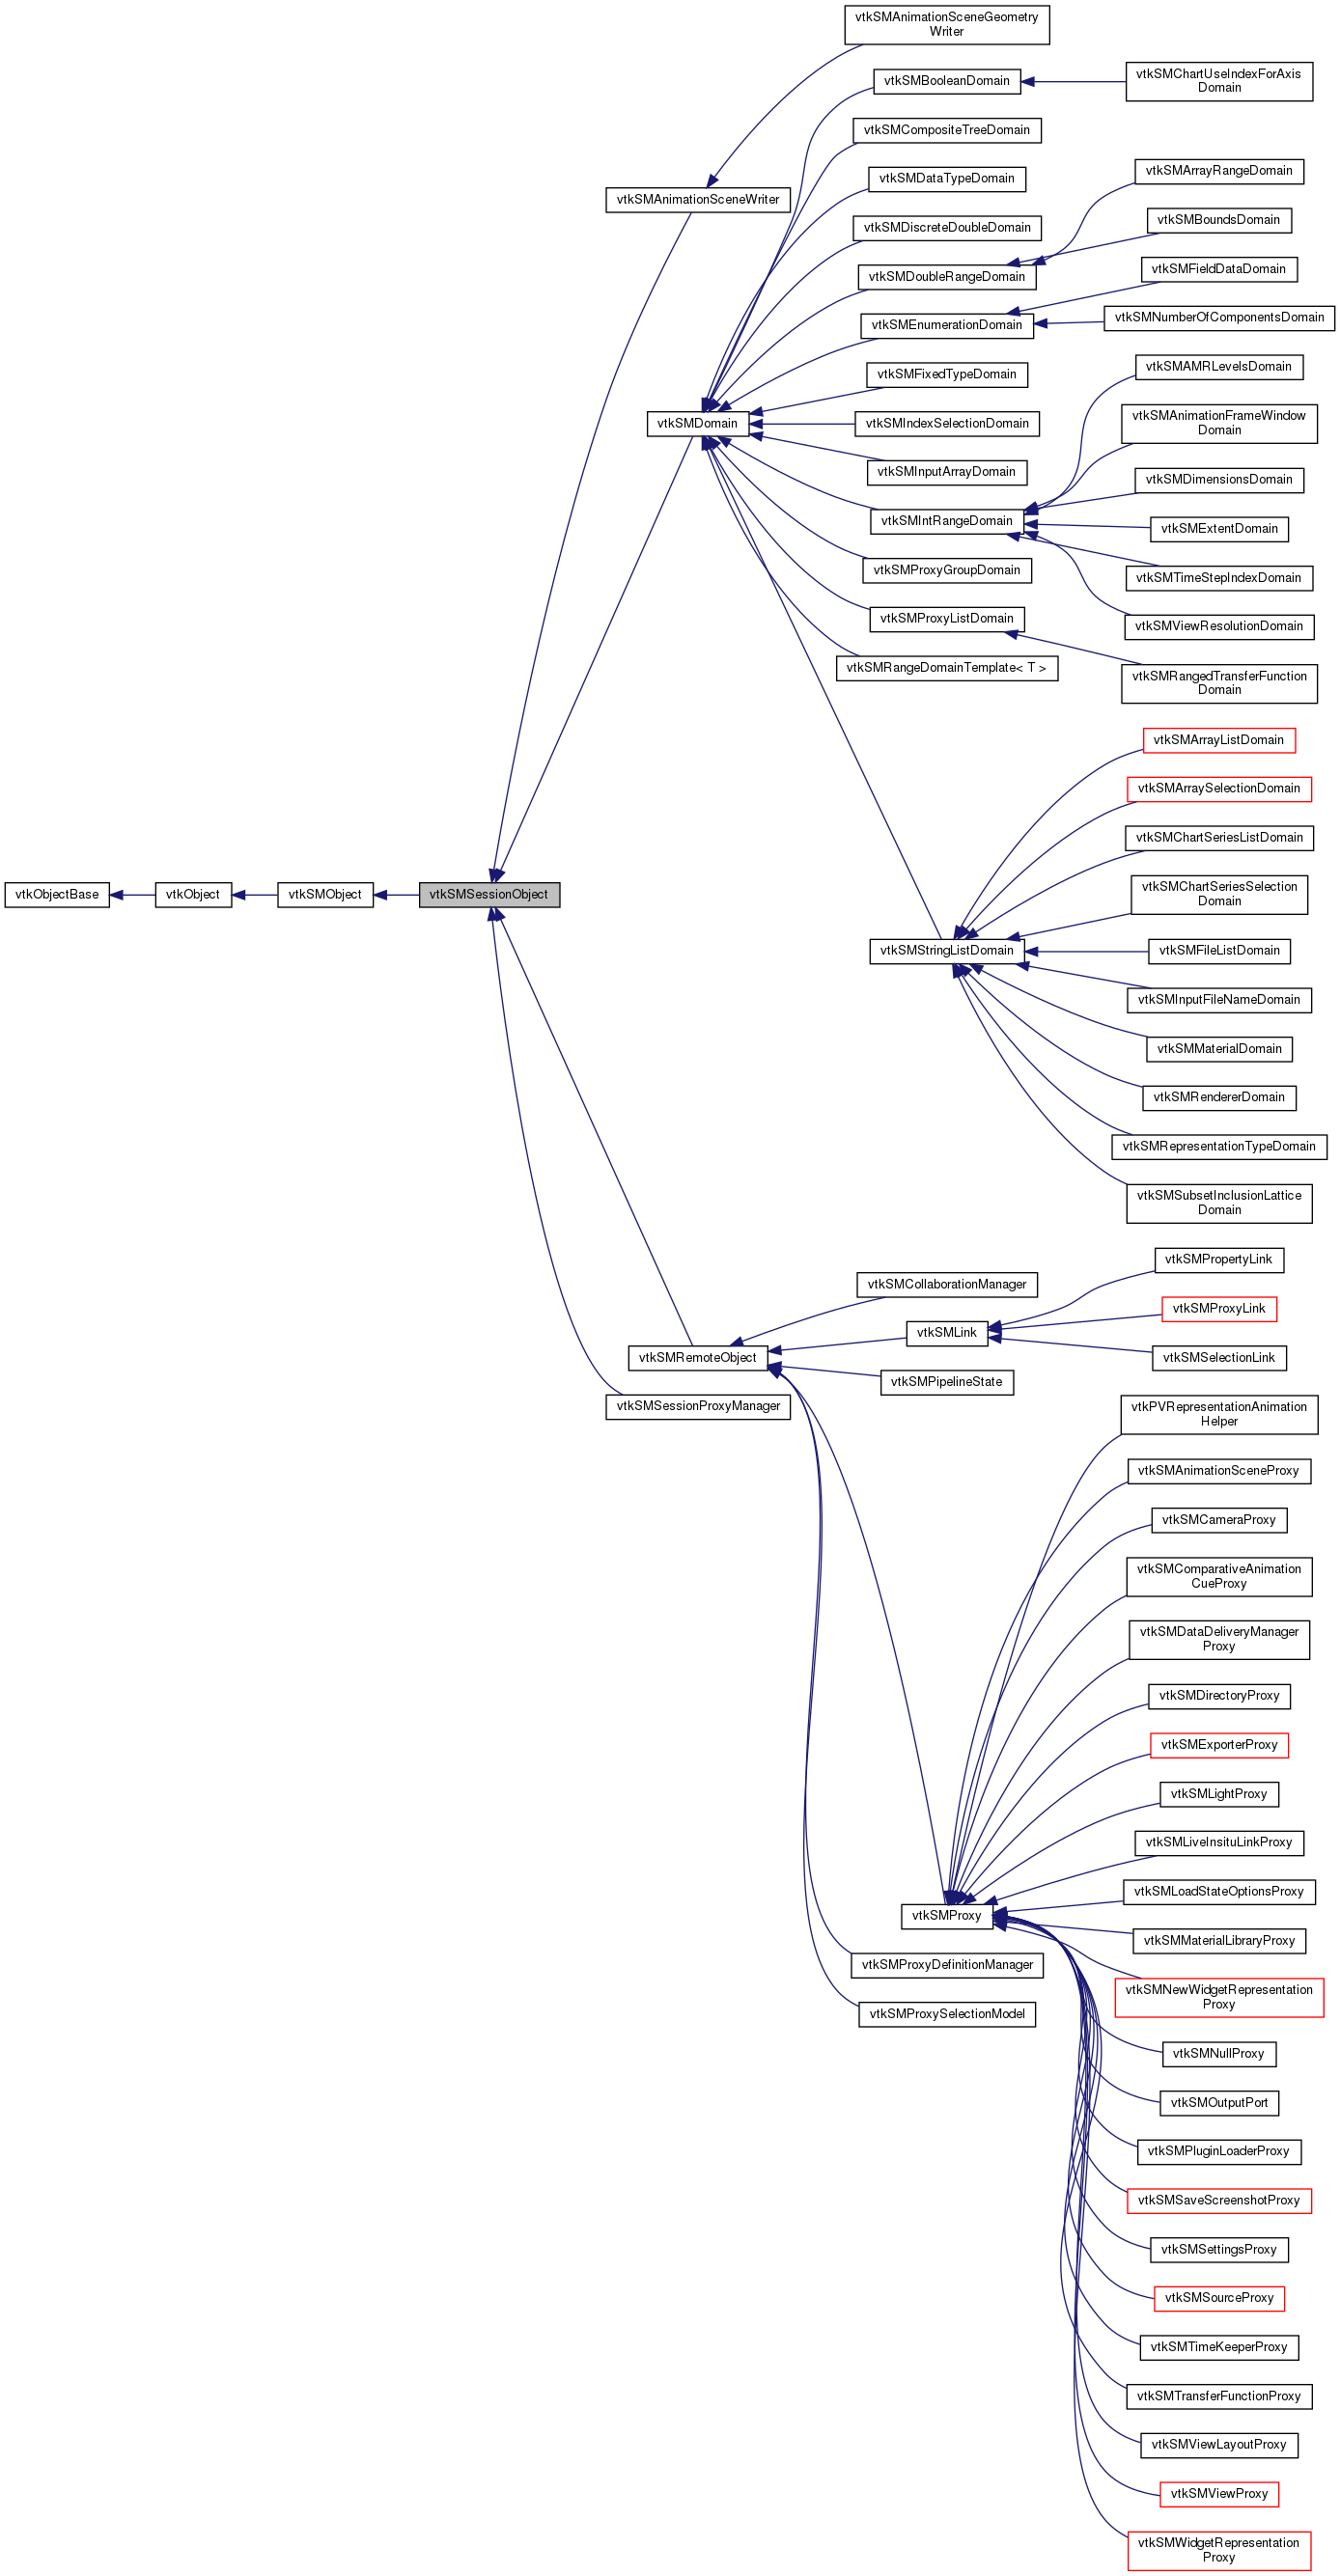 vtkSMAnimationSceneGeometry
Writer
vtkSMBooleanDomain
vtkSMChartUseIndexForAxis
Domain
vtkSMCompositeTreeDomain
vtkSMArrayRangeDomain
vtkSMDataTypeDomain
vtkSMAnimationSceneWriter
vtkSMBoundsDomain
vtkSMDiscreteDoubleDomain
vtkSMFieldDataDomain
vtkSMDoubleRangeDomain
vtkSMNumberOfComponentsDomain
vtkSMEnumerationDomain
vtkSMAMRLevelsDomain
vtkSMFixedTypeDomain
vtkSMAnimationFrameWindow
Domain
vtkSMDomain
vtkSMIndexSelectionDomain
vtkSMInputArrayDomain
vtkSMDimensionsDomain
vtkSMIntRangeDomain
vtkSMExtentDomain
vtkSMProxyGroupDomain
vtkSMTimeStepIndexDomain
vtkSMProxyListDomain
vtkSMViewResolutionDomain
vtkSMRangeDomainTemplate< T >
vtkSMRangedTransferFunction
Domain
vtkSMArrayListDomain
vtkSMArraySelectionDomain
vtkSMChartSeriesListDomain
vtkSMChartSeriesSelection
Domain
vtkObjectBase
vtkObject
vtkSMObject
vtkSMSessionObject
vtkSMStringListDomain
vtkSMFileListDomain
vtkSMInputFileNameDomain
vtkSMMaterialDomain
vtkSMRendererDomain
vtkSMRepresentationTypeDomain
vtkSMSubsetInclusionLattice
Domain
vtkSMPropertyLink
vtkSMCollaborationManager
vtkSMProxyLink
vtkSMLink
vtkSMRemoteObject
vtkSMSelectionLink
vtkSMPipelineState
vtkSMSessionProxyManager
vtkPVRepresentationAnimation
Helper
vtkSMAnimationSceneProxy
vtkSMCameraProxy
vtkSMComparativeAnimation
CueProxy
vtkSMDataDeliveryManager
Proxy
vtkSMDirectoryProxy
vtkSMExporterProxy
vtkSMLightProxy
vtkSMLiveInsituLinkProxy
vtkSMLoadStateOptionsProxy
vtkSMProxy
vtkSMMaterialLibraryProxy
vtkSMProxyDefinitionManager
vtkSMNewWidgetRepresentation
Proxy
vtkSMProxySelectionModel
vtkSMNullProxy
vtkSMOutputPort
vtkSMPluginLoaderProxy
vtkSMSaveScreenshotProxy
vtkSMSettingsProxy
vtkSMSourceProxy
vtkSMTimeKeeperProxy
vtkSMTransferFunctionProxy
vtkSMViewLayoutProxy
vtkSMViewProxy
vtkSMWidgetRepresentation
Proxy